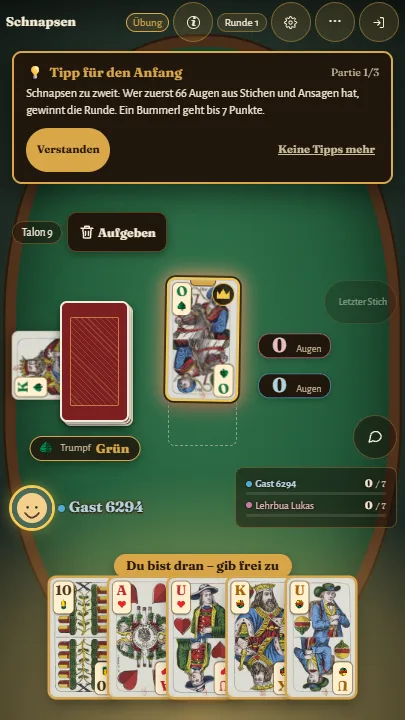 Schnapsen
Übung
Runde 1
Tipp für den Anfang
Partie 1/3
Schnapsen zu zweit: Wer zuerst 66 Augen aus Stichen und Ansagen hat,
gewinnt die Runde. Ein Bummerl geht bis 7 Punkte.
Verstanden
Keine Tipps mehr
Talon 9
Aufgeben
O
O
K
Letzter Stich
0 Augen
0 Augen
Trumpf Grün
Gast 6294
Gast 6294 0 / 7
Lehrbua Lukas 0 / 7
Du bist dran – gib frei zu
10
A
U
K
U
U